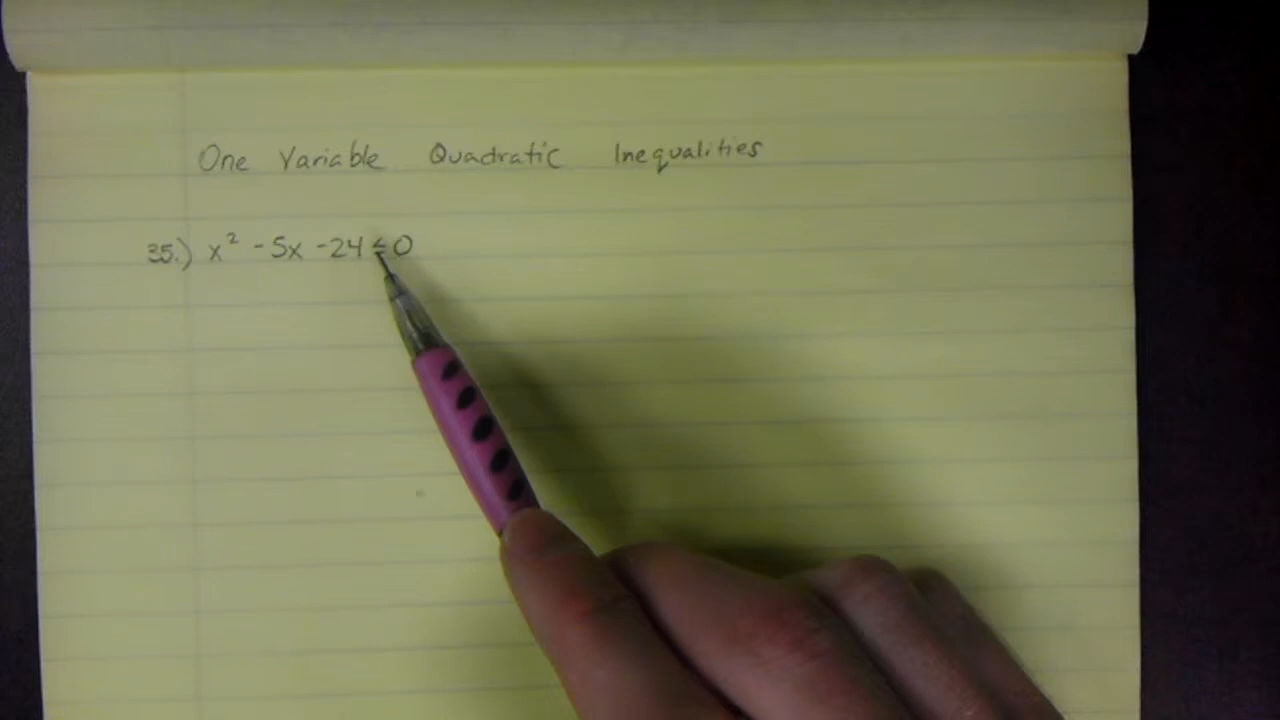 One Variable Quadratic Inequalities
35.) x² - 5x - 24 ≤ 0